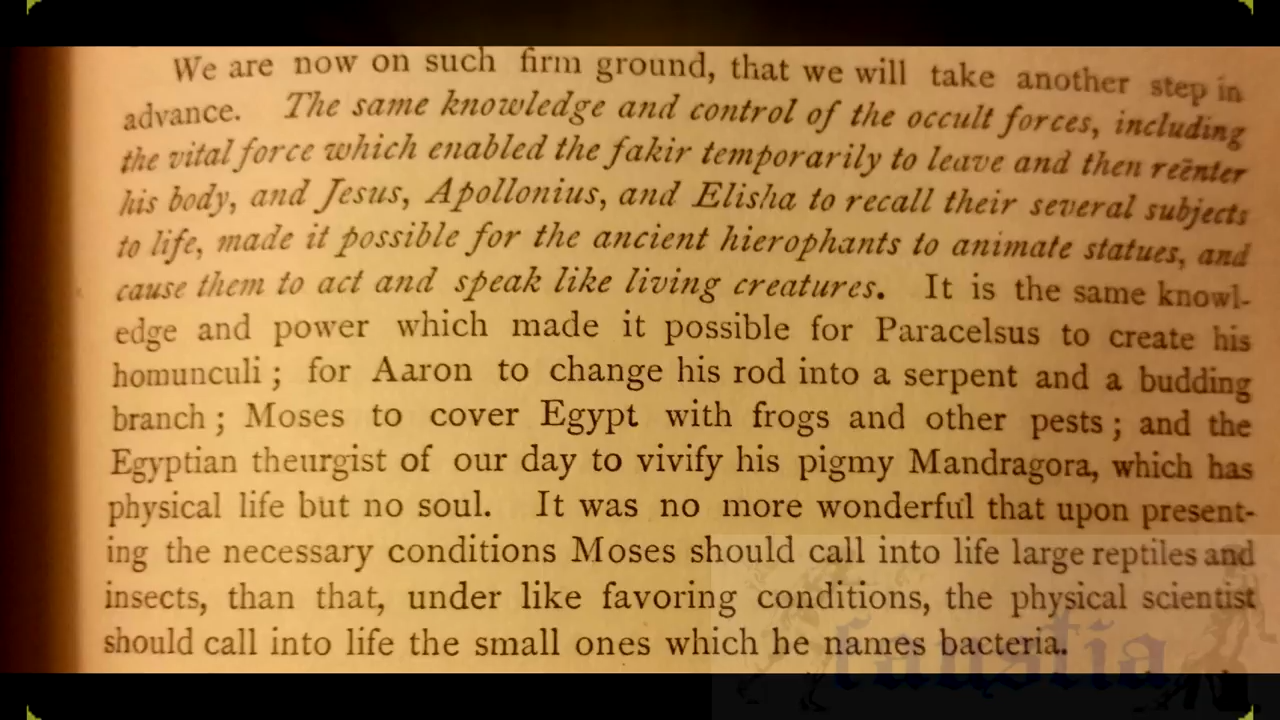 We are now on such firm ground, that we will take another step in
advance. The same knowledge and control of the occult forces, including
the vital force which enabled the fakir temporarily to leave and then reënter
his body, and Jesus, Apollonius, and Elisha to recall their several subjects
to life, made it possible for the ancient hierophants to animate statues, and
cause them to act and speak like living creatures. It is the same knowl-
edge and power which made it possible for Paracelsus to create his
homunculi ; for Aaron to change his rod into a serpent and a budding
branch ; Moses to cover Egypt with frogs and other pests ; and the
Egyptian theurgist of our day to vivify his pigmy Mandragora, which has
physical life but no soul. It was no more wonderful that upon present-
ing the necessary conditions Moses should call into life large reptiles and
insects, than that, under like favoring conditions, the physical scientist
should call into life the small ones which he names bacteria.